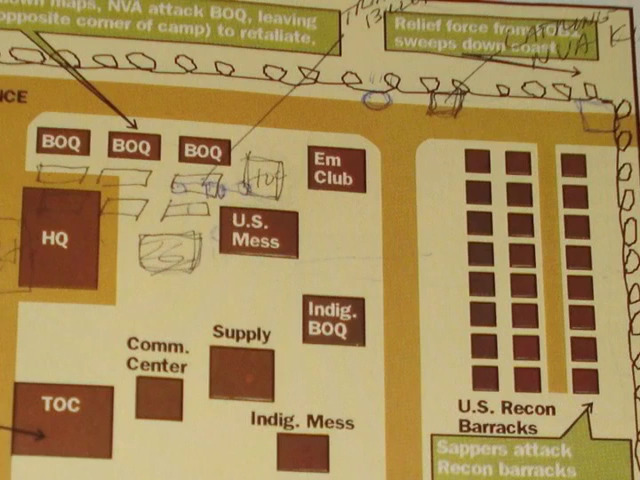 down maps, NVA attack BOQ, leaving
opposite corner of camp) to retaliate.
Relief force from
sweeps down coast
NVA
BOQ
BOQ
BOQ
Em
Club
HQ
U.S.
Mess
Indig.
BOQ
Supply
Comm.
Center
TOC
Indig. Mess
U.S. Recon
Barracks
Sappers attack
Recon barracks